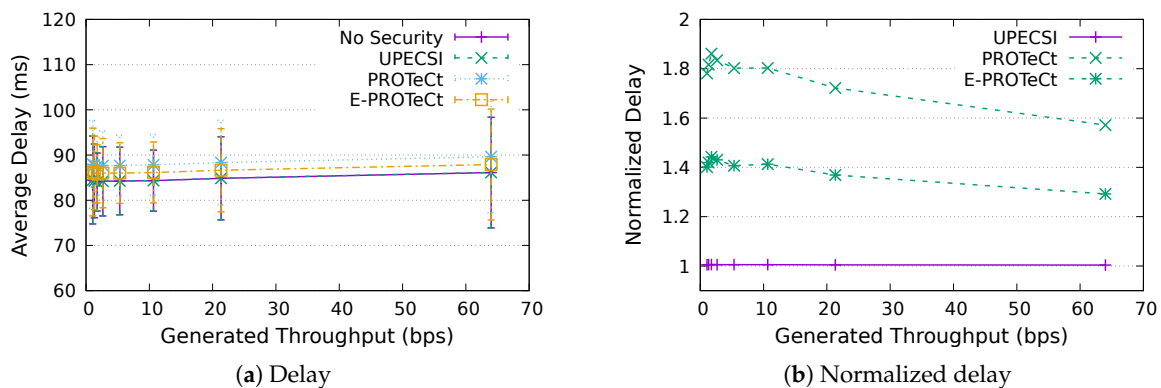 120
110
100
90
80
70
60
0 10 20 30 40 50 60 70
Average Delay (ms)
Generated Throughput (bps)
No Security
UPECSI
PROTeCt
E-PROTeCt
(a) Delay
2
1.8
1.6
1.4
1.2
1
0 10 20 30 40 50 60 70
Normalized Delay
Generated Throughput (bps)
UPECSI
PROTeCt
E-PROTeCt
(b) Normalized delay